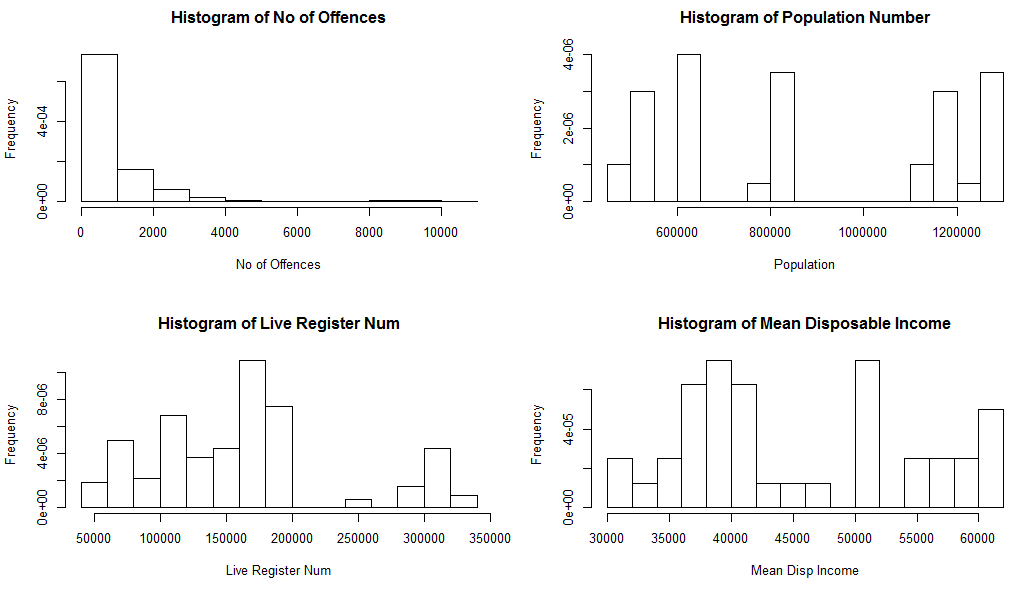 Histogram of No of Offences
Frequency
4e-04
0e+00
0 2000 4000 6000 8000 10000
No of Offences
Histogram of Population Number
Frequency
4e-06
2e-06
0e+00
600000 800000 1000000 1200000
Population
Histogram of Live Register Num
Frequency
8e-06
4e-06
0e+00
50000 100000 150000 200000 250000 300000 350000
Live Register Num
Histogram of Mean Disposable Income
Frequency
4e-05
0e+00
30000 35000 40000 45000 50000 55000 60000
Mean Disp Income